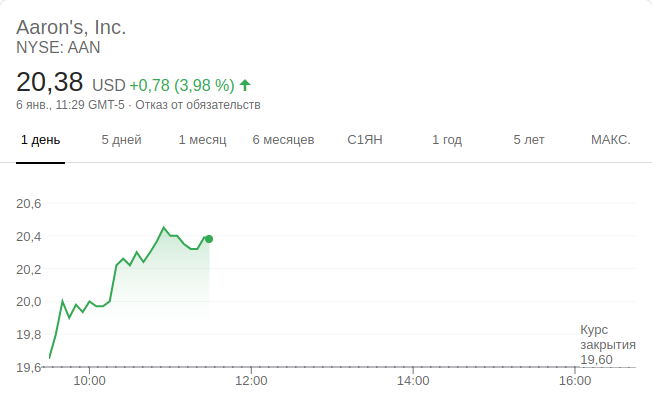 Aaron's, Inc.
NYSE: AAN
20,38 USD +0,78 (3,98 %)
6 янв., 11:29 GMT-5 · Отказ от обязательств
1 день 5 дней 1 месяц 6 месяцев С1ЯН 1 год 5 лет МАКС.
20,6
20,4
20,2
20,0
19,8
Курс
закрытия
19,60
19,6
10:00 12:00 14:00 16:00